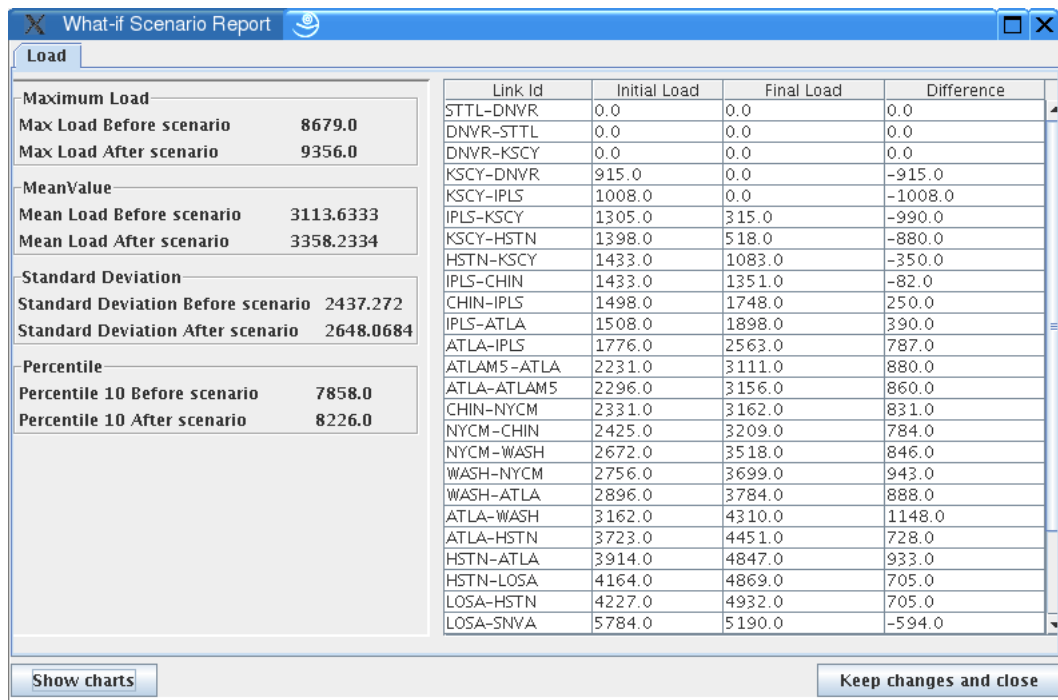 What-if Scenario Report
Load
Maximum Load
Max Load Before scenario 8679.0
Max Load After scenario 9356.0
MeanValue
Mean Load Before scenario 3113.6333
Mean Load After scenario 3358.2334
Standard Deviation
Standard Deviation Before scenario 2437.272
Standard Deviation After scenario 2648.0684
Percentile
Percentile 10 Before scenario 7858.0
Percentile 10 After scenario 8226.0
Link Id Initial Load Final Load Difference
STTL-DNVR 0.0 0.0 0.0
DNVR-STTL 0.0 0.0 0.0
DNVR-KSCY 0.0 0.0 0.0
KSCY-DNVR 915.0 0.0 -915.0
KSCY-IPLS 1008.0 0.0 -1008.0
IPLS-KSCY 1305.0 315.0 -990.0
KSCY-HSTN 1398.0 518.0 -880.0
HSTN-KSCY 1433.0 1083.0 -350.0
IPLS-CHIN 1433.0 1351.0 -82.0
CHIN-IPLS 1498.0 1748.0 250.0
IPLS-ATLA 1508.0 1898.0 390.0
ATLA-IPLS 1776.0 2563.0 787.0
ATLAM5-ATLA 2231.0 3111.0 880.0
ATLA-ATLAM5 2296.0 3156.0 860.0
CHIN-NYCM 2331.0 3162.0 831.0
NYCM-CHIN 2425.0 3209.0 784.0
NYCM-WASH 2672.0 3518.0 846.0
WASH-NYCM 2756.0 3699.0 943.0
WASH-ATLA 2896.0 3784.0 888.0
ATLA-WASH 3162.0 4310.0 1148.0
ATLA-HSTN 3723.0 4451.0 728.0
HSTN-ATLA 3914.0 4847.0 933.0
HSTN-LOSA 4164.0 4869.0 705.0
LOSA-HSTN 4227.0 4932.0 705.0
LOSA-SNVA 5784.0 5190.0 -594.0
Show charts Keep changes and close